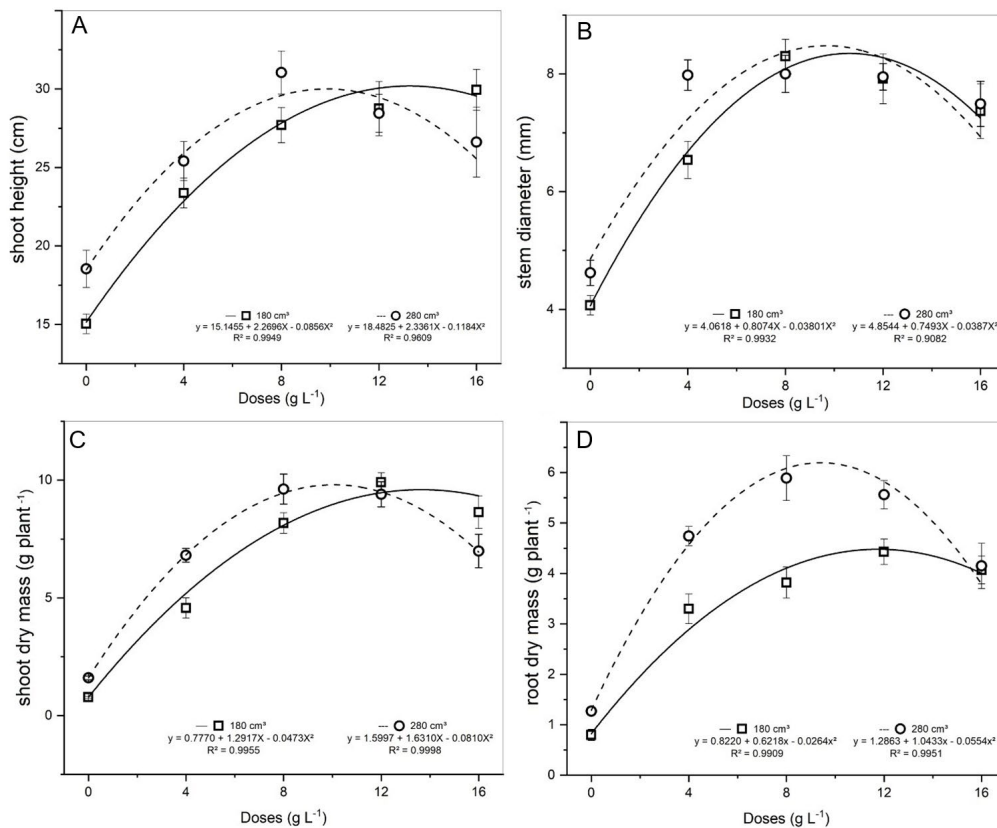 A
shoot height (cm)
30
25
20
15
— 180 cm³ --- 280 cm³
y = 15.1455 + 2.2696X - 0.0856X² y = 18.4825 + 2.3361X - 0.1184X²
R² = 0.9949 R² = 0.9609
0 4 8 12 16
Doses (g L⁻¹)
B
stem diameter (mm)
8
6
4
— 180 cm³ --- 280 cm³
y = 4.0618 + 0.8074X - 0.03801X² y = 4.8544 + 0.7493X - 0.0387X²
R² = 0.9932 R² = 0.9082
0 4 8 12 16
Doses (g L⁻¹)
C
shoot dry mass (g plant ⁻¹)
10
5
0
— 180 cm³ --- 280 cm³
y = 0.7770 + 1.2917X - 0.0473X² y = 1.5997 + 1.6310X - 0.0810X²
R² = 0.9955 R² = 0.9998
0 4 8 12 16
Doses (g L⁻¹)
D
root dry mass (g plant ⁻¹)
6
5
4
3
2
1
0
— 180 cm³ --- 280 cm³
y = 0.8220 + 0.6218x - 0.0264x² y = 1.2863 + 1.0433x - 0.0554x²
R² = 0.9909 R² = 0.9951
0 4 8 12 16
Doses (g L⁻¹)